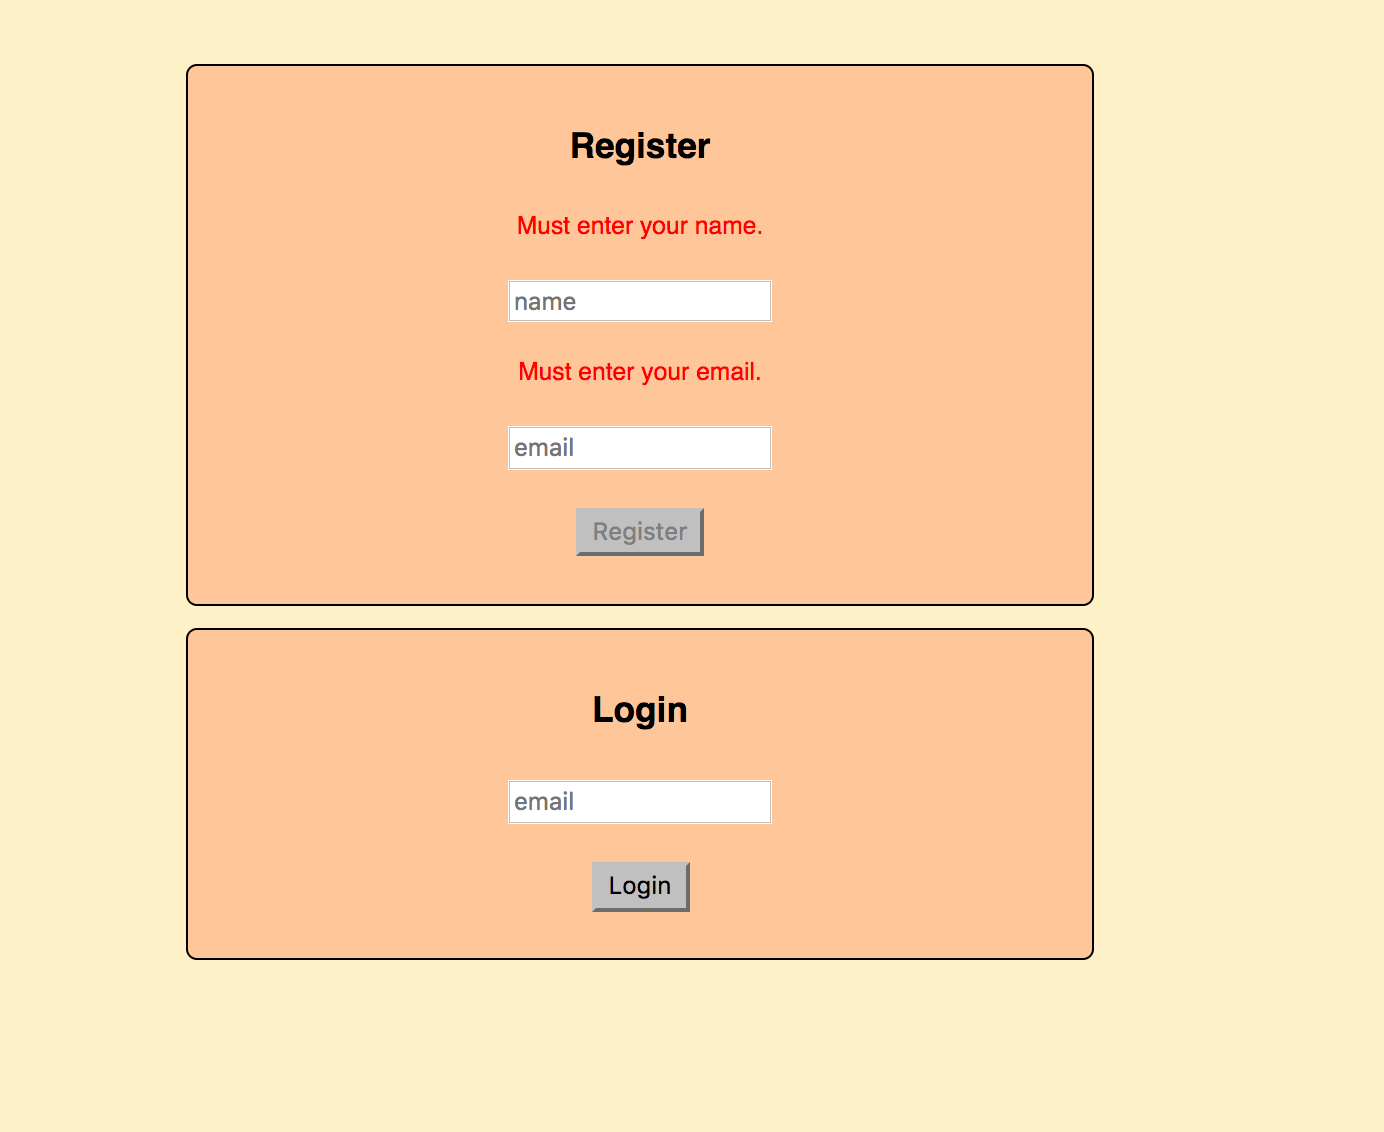 Register
Must enter your name.
name
Must enter your email.
email
Register
Login
email
Login